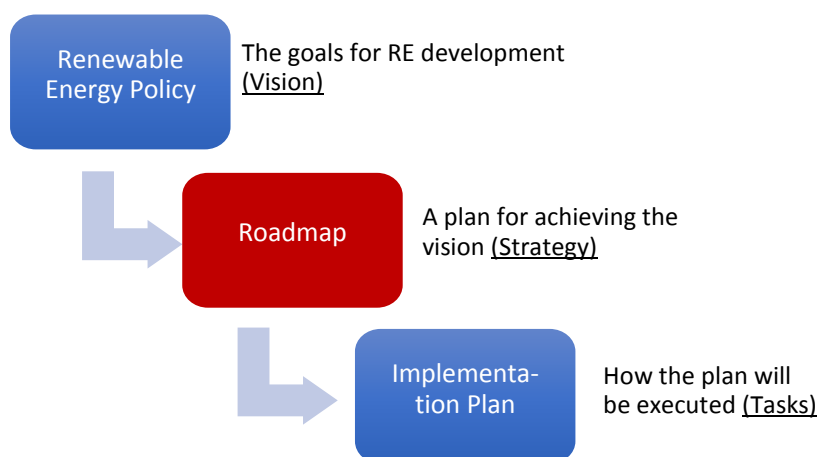 Renewable
Energy Policy
The goals for RE development
(Vision)
Roadmap
A plan for achieving the
vision (Strategy)
Implementa-
tion Plan
How the plan will
be executed (Tasks)